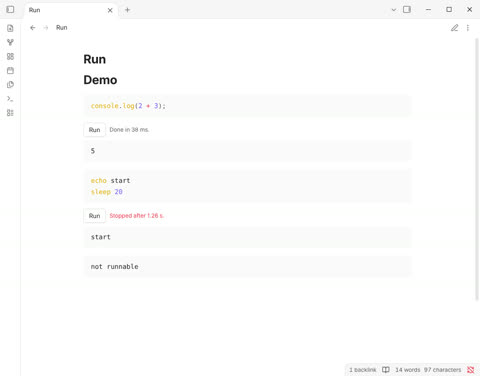 Run
Run
Run
Demo
console.log(2 + 3);
Run Done in 38 ms.
5
echo start
sleep 20
Run Stopped after 1.26 s.
start
not runnable
1 backlink 14 words 97 characters